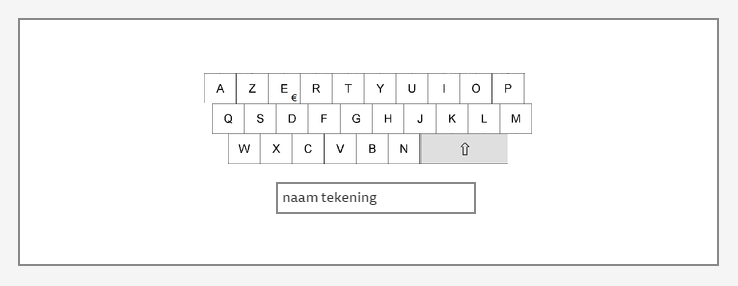 A Z E € R T Y U I O P
Q S D F G H J K L M
W X C V B N ⇧
naam tekening